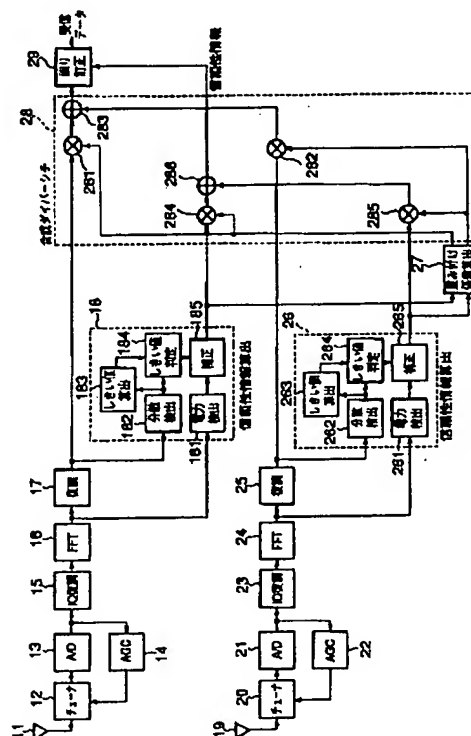 11
12
チューナ
13
A/D
AGC
14
15
IQ復調
16
FFT
17
復調
18
183
しきい値
算出
182
分散
検出
184
しきい値
判定
181
電力
検出
185
補正
信頼性情報算出
19
20
チューナ
21
A/D
AGC
22
23
IQ復調
24
FFT
25
復調
26
263
しきい値
算出
262
分散
検出
264
しきい値
判定
261
電力
検出
265
補正
信頼性情報算出
27
重み付け
係数算出
28
合成ダイバーシチ
281
282
283
284
285
286
信頼性情報
29
誤り
訂正
受信
データ